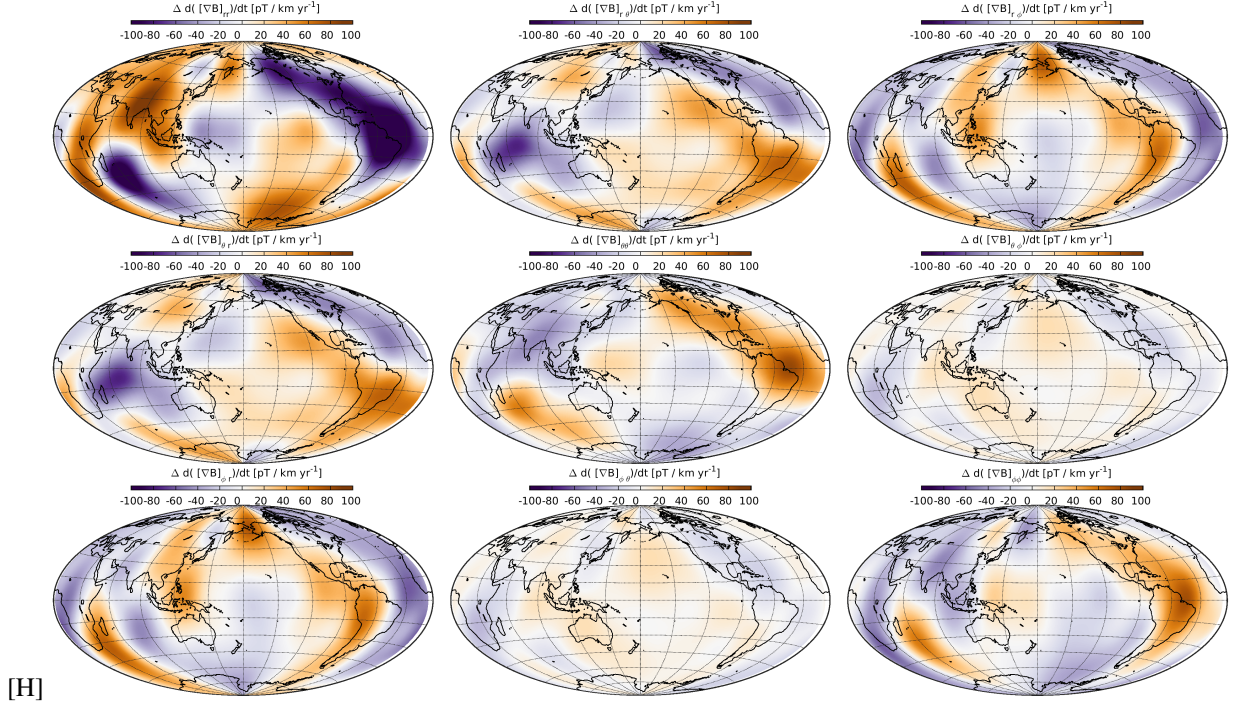 Δ d( [∇B]rr)/dt [pT / km yr-1]
-100-80 -60 -40 -20 0 20 40 60 80 100
Δ d( [∇B]r θ)/dt [pT / km yr-1]
-100-80 -60 -40 -20 0 20 40 60 80 100
Δ d( [∇B]r ϕ)/dt [pT / km yr-1]
-100-80 -60 -40 -20 0 20 40 60 80 100
Δ d( [∇B]θ r)/dt [pT / km yr-1]
-100-80 -60 -40 -20 0 20 40 60 80 100
Δ d( [∇B]θθ)/dt [pT / km yr-1]
-100-80 -60 -40 -20 0 20 40 60 80 100
Δ d( [∇B]θ ϕ)/dt [pT / km yr-1]
-100-80 -60 -40 -20 0 20 40 60 80 100
Δ d( [∇B]ϕ r)/dt [pT / km yr-1]
-100-80 -60 -40 -20 0 20 40 60 80 100
Δ d( [∇B]ϕ θ)/dt [pT / km yr-1]
-100-80 -60 -40 -20 0 20 40 60 80 100
Δ d( [∇B]ϕϕ)/dt [pT / km yr-1]
-100-80 -60 -40 -20 0 20 40 60 80 100
[H]